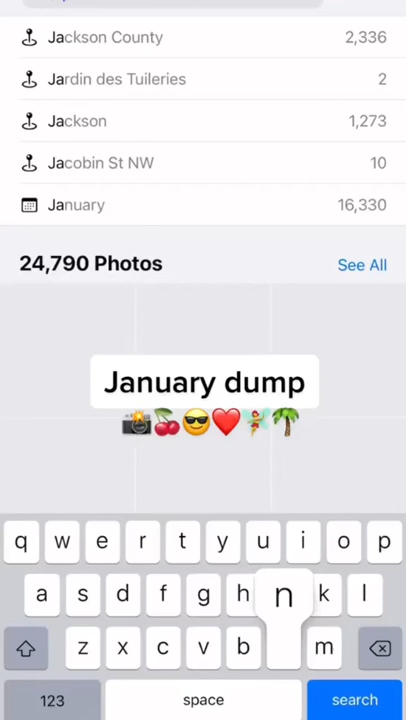 Jackson County 2,336
Jardin des Tuileries 2
Jackson 1,273
Jacobin St NW 10
January 16,330
24,790 Photos See All
January dump
📸🍒😎❤️🧚🌴
q w e r t y u i o p
a s d f g h n k l
z x c v b m
123 space search